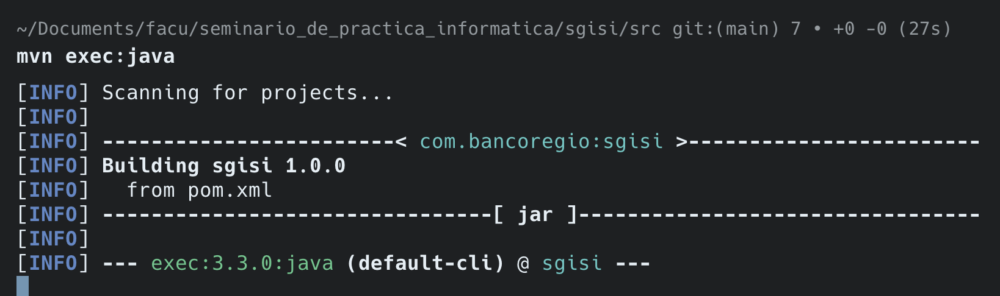 ~/Documents/facu/seminario_de_practica_informatica/sgisi/src git:(main) 7 • +0 -0 (27s)
mvn exec:java
[INFO] Scanning for projects...
[INFO]
[INFO] ------------------------< com.bancoregio:sgisi >------------------------
[INFO] Building sgisi 1.0.0
[INFO]   from pom.xml
[INFO] --------------------------------[ jar ]---------------------------------
[INFO]
[INFO] --- exec:3.3.0:java (default-cli) @ sgisi ---